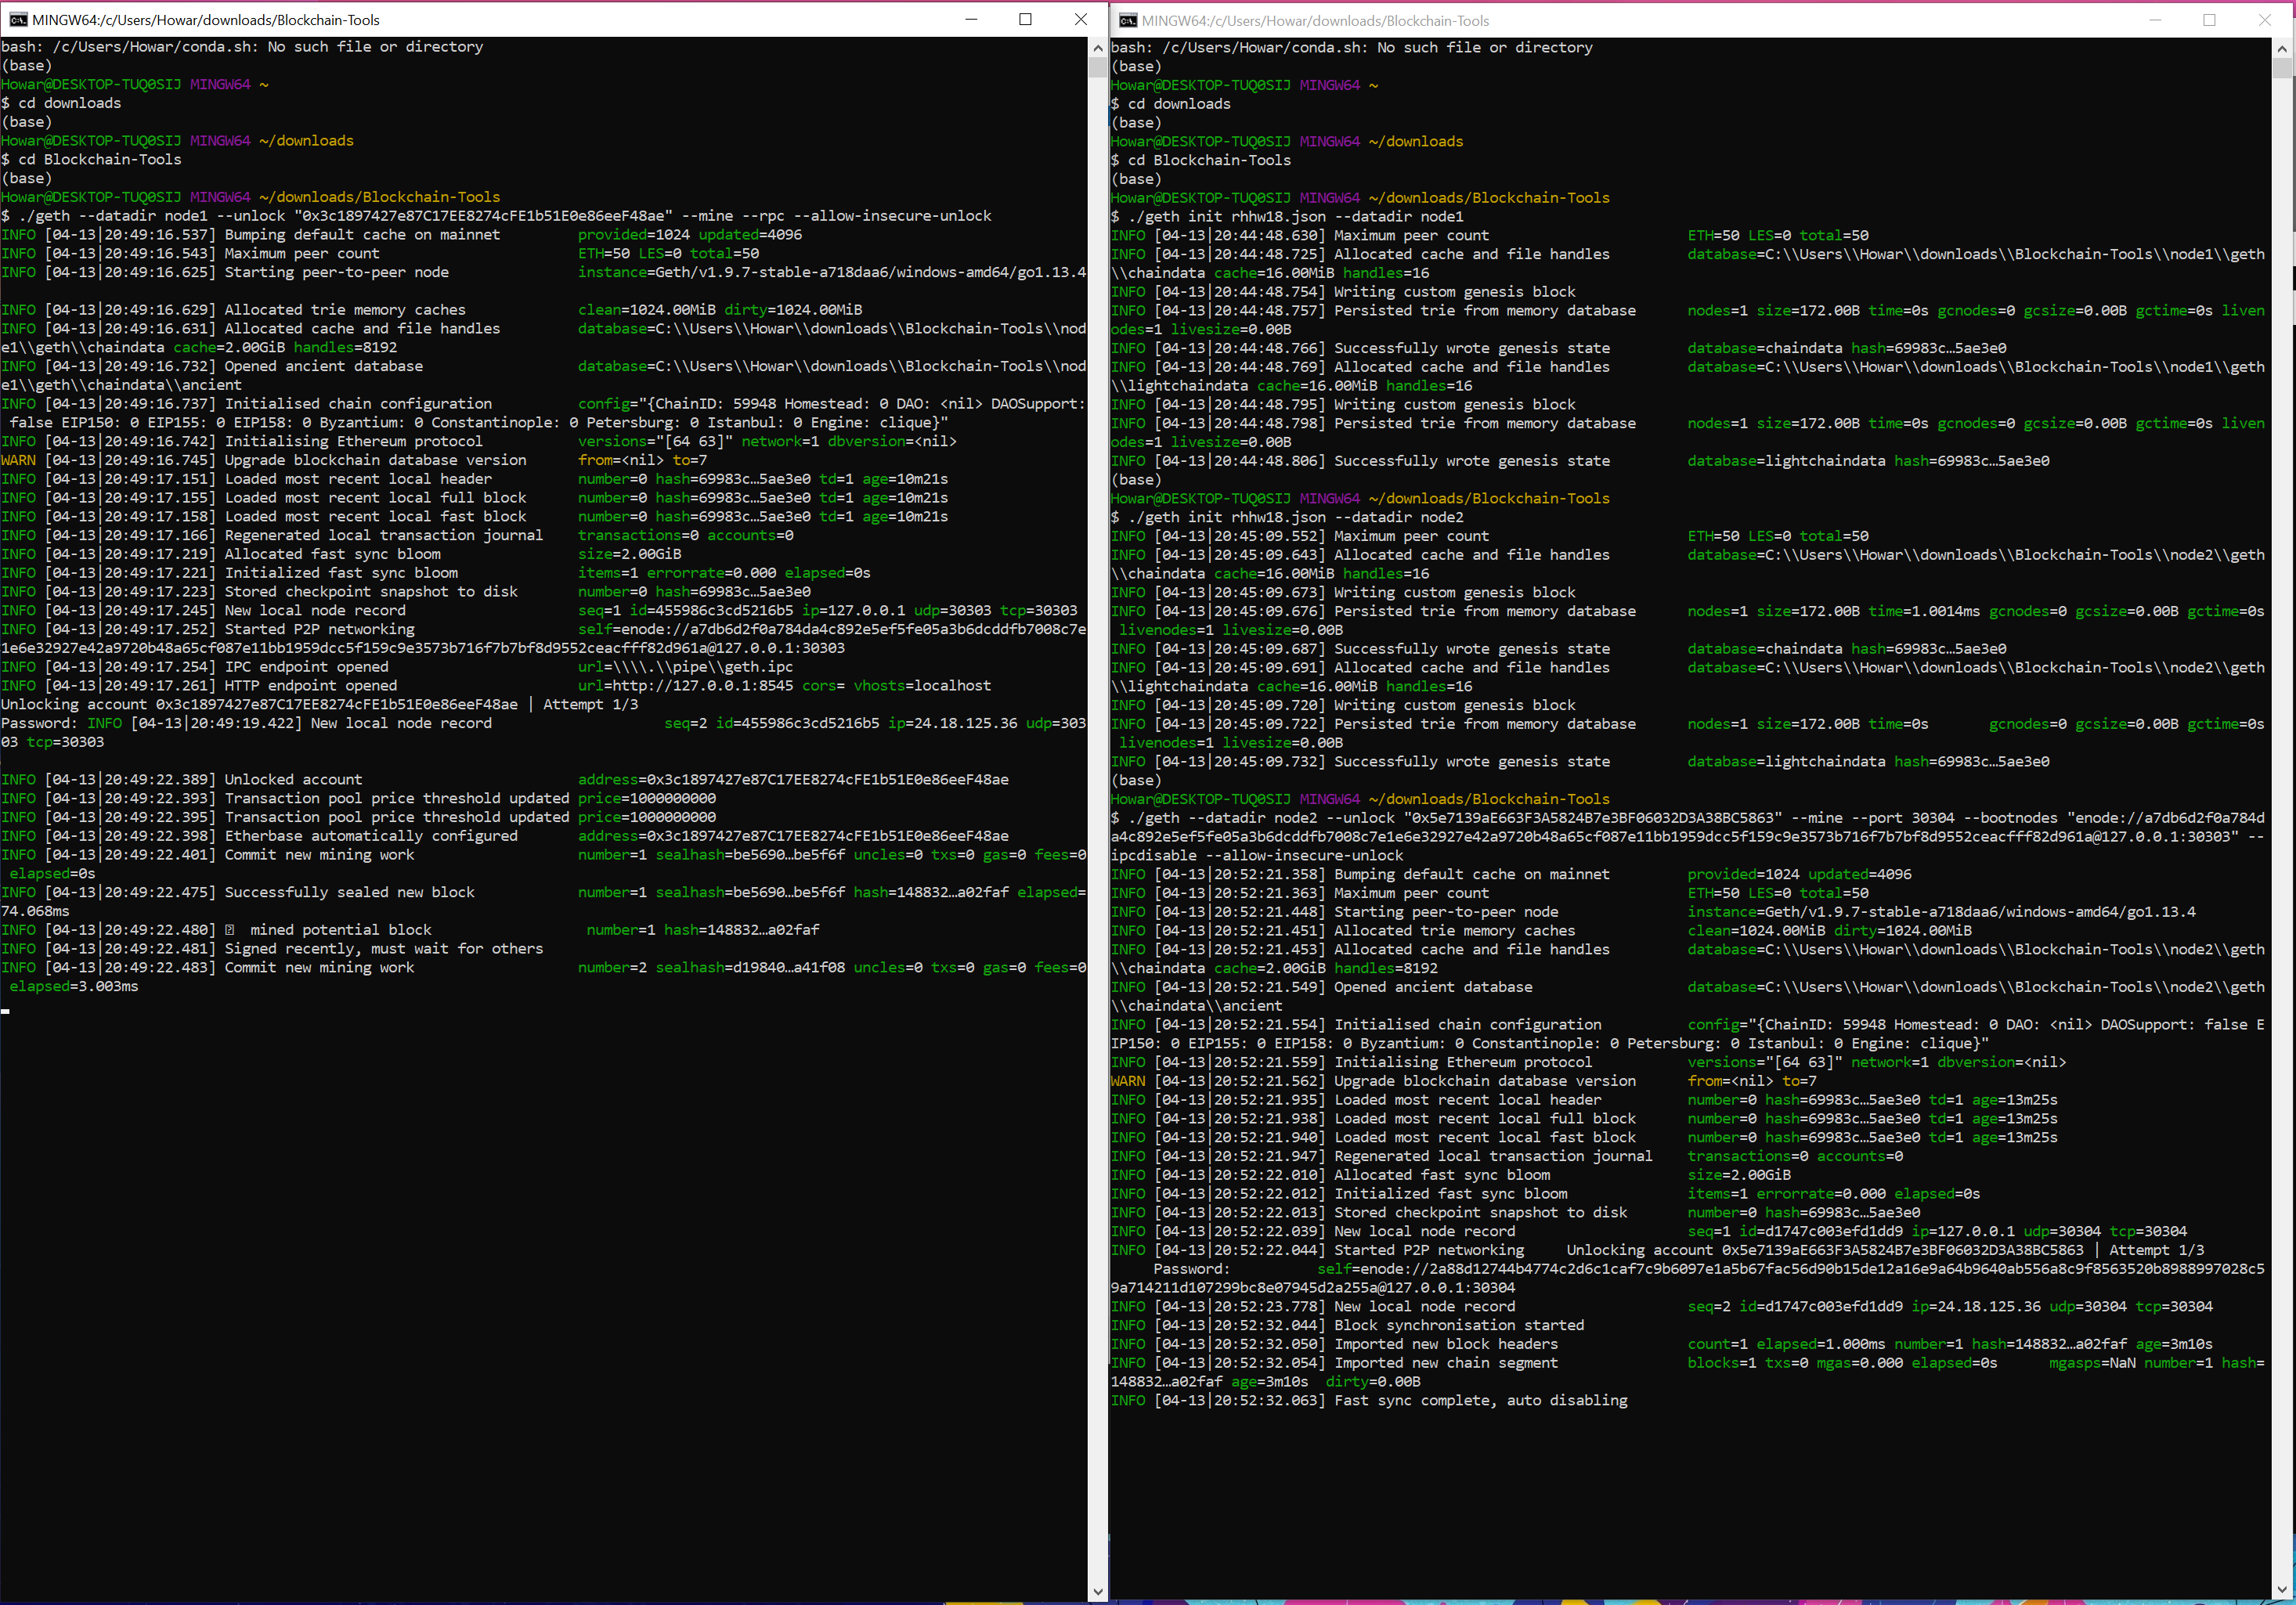 MINGW64:/c/Users/Howar/downloads/Blockchain-Tools
bash: /c/Users/Howar/conda.sh: No such file or directory
(base)
Howar@DESKTOP-TUQ0SIJ MINGW64 ~
$ cd downloads
(base)
Howar@DESKTOP-TUQ0SIJ MINGW64 ~/downloads
$ cd Blockchain-Tools
(base)
Howar@DESKTOP-TUQ0SIJ MINGW64 ~/downloads/Blockchain-Tools
$ ./geth --datadir node1 --unlock "0x3c1897427e87C17EE8274cFE1b51E0e86eeF48ae" --mine --rpc --allow-insecure-unlock
INFO [04-13|20:49:16.537] Bumping default cache on mainnet         provided=1024 updated=4096
INFO [04-13|20:49:16.543] Maximum peer count                       ETH=50 LES=0 total=50
INFO [04-13|20:49:16.625] Starting peer-to-peer node               instance=Geth/v1.9.7-stable-a718daa6/windows-amd64/go1.13.4
INFO [04-13|20:49:16.629] Allocated trie memory caches             clean=1024.00MiB dirty=1024.00MiB
INFO [04-13|20:49:16.631] Allocated cache and file handles         database=C:\\Users\\Howar\\downloads\\Blockchain-Tools\\nod
e1\\geth\\chaindata cache=2.00GiB handles=8192
INFO [04-13|20:49:16.732] Opened ancient database                  database=C:\\Users\\Howar\\downloads\\Blockchain-Tools\\nod
e1\\geth\\chaindata\\ancient
INFO [04-13|20:49:16.737] Initialised chain configuration          config="{ChainID: 59948 Homestead: 0 DAO: <nil> DAOSupport:
 false EIP150: 0 EIP155: 0 EIP158: 0 Byzantium: 0 Constantinople: 0 Petersburg: 0 Istanbul: 0 Engine: clique}"
INFO [04-13|20:49:16.742] Initialising Ethereum protocol           versions="[64 63]" network=1 dbversion=<nil>
WARN [04-13|20:49:16.745] Upgrade blockchain database version      from=<nil> to=7
INFO [04-13|20:49:17.151] Loaded most recent local header          number=0 hash=69983c…5ae3e0 td=1 age=10m21s
INFO [04-13|20:49:17.155] Loaded most recent local full block      number=0 hash=69983c…5ae3e0 td=1 age=10m21s
INFO [04-13|20:49:17.158] Loaded most recent local fast block      number=0 hash=69983c…5ae3e0 td=1 age=10m21s
INFO [04-13|20:49:17.166] Regenerated local transaction journal    transactions=0 accounts=0
INFO [04-13|20:49:17.219] Allocated fast sync bloom                size=2.00GiB
INFO [04-13|20:49:17.221] Initialized fast sync bloom              items=1 errorrate=0.000 elapsed=0s
INFO [04-13|20:49:17.223] Stored checkpoint snapshot to disk       number=0 hash=69983c…5ae3e0
INFO [04-13|20:49:17.245] New local node record                    seq=1 id=455986c3cd5216b5 ip=127.0.0.1 udp=30303 tcp=30303
INFO [04-13|20:49:17.252] Started P2P networking                   self=enode://a7db6d2f0a784da4c892e5ef5fe05a3b6dcddfb7008c7e
1e6e32927e42a9720b48a65cf087e11bb1959dcc5f159c9e3573b716f7b7bf8d9552ceacfff82d961a@127.0.0.1:30303
INFO [04-13|20:49:17.254] IPC endpoint opened                      url=\\\\.\\pipe\\geth.ipc
INFO [04-13|20:49:17.261] HTTP endpoint opened                     url=http://127.0.0.1:8545 cors= vhosts=localhost
Unlocking account 0x3c1897427e87C17EE8274cFE1b51E0e86eeF48ae | Attempt 1/3
Password: INFO [04-13|20:49:19.422] New local node record                    seq=2 id=455986c3cd5216b5 ip=24.18.125.36 udp=303
03 tcp=30303
INFO [04-13|20:49:22.389] Unlocked account                         address=0x3c1897427e87C17EE8274cFE1b51E0e86eeF48ae
INFO [04-13|20:49:22.393] Transaction pool price threshold updated price=1000000000
INFO [04-13|20:49:22.395] Transaction pool price threshold updated price=1000000000
INFO [04-13|20:49:22.398] Etherbase automatically configured       address=0x3c1897427e87C17EE8274cFE1b51E0e86eeF48ae
INFO [04-13|20:49:22.401] Commit new mining work                   number=1 sealhash=be5690…be5f6f uncles=0 txs=0 gas=0 fees=0
 elapsed=0s
INFO [04-13|20:49:22.475] Successfully sealed new block            number=1 sealhash=be5690…be5f6f hash=148832…a02faf elapsed=
74.068ms
INFO [04-13|20:49:22.480] mined potential block                  number=1 hash=148832…a02faf
INFO [04-13|20:49:22.481] Signed recently, must wait for others
INFO [04-13|20:49:22.483] Commit new mining work                   number=2 sealhash=d19840…a41f08 uncles=0 txs=0 gas=0 fees=0
 elapsed=3.003ms
MINGW64:/c/Users/Howar/downloads/Blockchain-Tools
bash: /c/Users/Howar/conda.sh: No such file or directory
(base)
Howar@DESKTOP-TUQ0SIJ MINGW64 ~
$ cd downloads
(base)
Howar@DESKTOP-TUQ0SIJ MINGW64 ~/downloads
$ cd Blockchain-Tools
(base)
Howar@DESKTOP-TUQ0SIJ MINGW64 ~/downloads/Blockchain-Tools
$ ./geth init rhhw18.json --datadir node1
INFO [04-13|20:44:48.630] Maximum peer count                       ETH=50 LES=0 total=50
INFO [04-13|20:44:48.725] Allocated cache and file handles         database=C:\\Users\\Howar\\downloads\\Blockchain-Tools\\node1\\geth
\\chaindata cache=16.00MiB handles=16
INFO [04-13|20:44:48.754] Writing custom genesis block
INFO [04-13|20:44:48.757] Persisted trie from memory database      nodes=1 size=172.00B time=0s gcnodes=0 gcsize=0.00B gctime=0s liven
odes=1 livesize=0.00B
INFO [04-13|20:44:48.766] Successfully wrote genesis state         database=chaindata hash=69983c…5ae3e0
INFO [04-13|20:44:48.769] Allocated cache and file handles         database=C:\\Users\\Howar\\downloads\\Blockchain-Tools\\node1\\geth
\\lightchaindata cache=16.00MiB handles=16
INFO [04-13|20:44:48.795] Writing custom genesis block
INFO [04-13|20:44:48.798] Persisted trie from memory database      nodes=1 size=172.00B time=0s gcnodes=0 gcsize=0.00B gctime=0s liven
odes=1 livesize=0.00B
INFO [04-13|20:44:48.806] Successfully wrote genesis state         database=lightchaindata hash=69983c…5ae3e0
(base)
Howar@DESKTOP-TUQ0SIJ MINGW64 ~/downloads/Blockchain-Tools
$ ./geth init rhhw18.json --datadir node2
INFO [04-13|20:45:09.552] Maximum peer count                       ETH=50 LES=0 total=50
INFO [04-13|20:45:09.643] Allocated cache and file handles         database=C:\\Users\\Howar\\downloads\\Blockchain-Tools\\node2\\geth
\\chaindata cache=16.00MiB handles=16
INFO [04-13|20:45:09.673] Writing custom genesis block
INFO [04-13|20:45:09.676] Persisted trie from memory database      nodes=1 size=172.00B time=1.0014ms gcnodes=0 gcsize=0.00B gctime=0s
 livenodes=1 livesize=0.00B
INFO [04-13|20:45:09.687] Successfully wrote genesis state         database=chaindata hash=69983c…5ae3e0
INFO [04-13|20:45:09.691] Allocated cache and file handles         database=C:\\Users\\Howar\\downloads\\Blockchain-Tools\\node2\\geth
\\lightchaindata cache=16.00MiB handles=16
INFO [04-13|20:45:09.720] Writing custom genesis block
INFO [04-13|20:45:09.722] Persisted trie from memory database      nodes=1 size=172.00B time=0s       gcnodes=0 gcsize=0.00B gctime=0s
 livenodes=1 livesize=0.00B
INFO [04-13|20:45:09.732] Successfully wrote genesis state         database=lightchaindata hash=69983c…5ae3e0
(base)
Howar@DESKTOP-TUQ0SIJ MINGW64 ~/downloads/Blockchain-Tools
$ ./geth --datadir node2 --unlock "0x5e7139aE663F3A5824B7e3BF06032D3A38BC5863" --mine --port 30304 --bootnodes "enode://a7db6d2f0a784d
a4c892e5ef5fe05a3b6dcddfb7008c7e1e6e32927e42a9720b48a65cf087e11bb1959dcc5f159c9e3573b716f7b7bf8d9552ceacfff82d961a@127.0.0.1:30303" --
ipcdisable --allow-insecure-unlock
INFO [04-13|20:52:21.358] Bumping default cache on mainnet         provided=1024 updated=4096
INFO [04-13|20:52:21.363] Maximum peer count                       ETH=50 LES=0 total=50
INFO [04-13|20:52:21.448] Starting peer-to-peer node               instance=Geth/v1.9.7-stable-a718daa6/windows-amd64/go1.13.4
INFO [04-13|20:52:21.451] Allocated trie memory caches             clean=1024.00MiB dirty=1024.00MiB
INFO [04-13|20:52:21.453] Allocated cache and file handles         database=C:\\Users\\Howar\\downloads\\Blockchain-Tools\\node2\\geth
\\chaindata cache=2.00GiB handles=8192
INFO [04-13|20:52:21.549] Opened ancient database                  database=C:\\Users\\Howar\\downloads\\Blockchain-Tools\\node2\\geth
\\chaindata\\ancient
INFO [04-13|20:52:21.554] Initialised chain configuration          config="{ChainID: 59948 Homestead: 0 DAO: <nil> DAOSupport: false E
IP150: 0 EIP155: 0 EIP158: 0 Byzantium: 0 Constantinople: 0 Petersburg: 0 Istanbul: 0 Engine: clique}"
INFO [04-13|20:52:21.559] Initialising Ethereum protocol           versions="[64 63]" network=1 dbversion=<nil>
WARN [04-13|20:52:21.562] Upgrade blockchain database version      from=<nil> to=7
INFO [04-13|20:52:21.935] Loaded most recent local header          number=0 hash=69983c…5ae3e0 td=1 age=13m25s
INFO [04-13|20:52:21.938] Loaded most recent local full block      number=0 hash=69983c…5ae3e0 td=1 age=13m25s
INFO [04-13|20:52:21.940] Loaded most recent local fast block      number=0 hash=69983c…5ae3e0 td=1 age=13m25s
INFO [04-13|20:52:21.947] Regenerated local transaction journal    transactions=0 accounts=0
INFO [04-13|20:52:22.010] Allocated fast sync bloom                size=2.00GiB
INFO [04-13|20:52:22.012] Initialized fast sync bloom              items=1 errorrate=0.000 elapsed=0s
INFO [04-13|20:52:22.013] Stored checkpoint snapshot to disk       number=0 hash=69983c…5ae3e0
INFO [04-13|20:52:22.039] New local node record                    seq=1 id=d1747c003efd1dd9 ip=127.0.0.1 udp=30304 tcp=30304
INFO [04-13|20:52:22.044] Started P2P networking     Unlocking account 0x5e7139aE663F3A5824B7e3BF06032D3A38BC5863 | Attempt 1/3
     Password:          self=enode://2a88d12744b4774c2d6c1caf7c9b6097e1a5b67fac56d90b15de12a16e9a64b9640ab556a8c9f8563520b8988997028c5
9a714211d107299bc8e07945d2a255a@127.0.0.1:30304
INFO [04-13|20:52:23.778] New local node record                    seq=2 id=d1747c003efd1dd9 ip=24.18.125.36 udp=30304 tcp=30304
INFO [04-13|20:52:32.044] Block synchronisation started
INFO [04-13|20:52:32.050] Imported new block headers               count=1 elapsed=1.000ms number=1 hash=148832…a02faf age=3m10s
INFO [04-13|20:52:32.054] Imported new chain segment               blocks=1 txs=0 mgas=0.000 elapsed=0s      mgasps=NaN number=1 hash=
148832…a02faf age=3m10s  dirty=0.00B
INFO [04-13|20:52:32.063] Fast sync complete, auto disabling